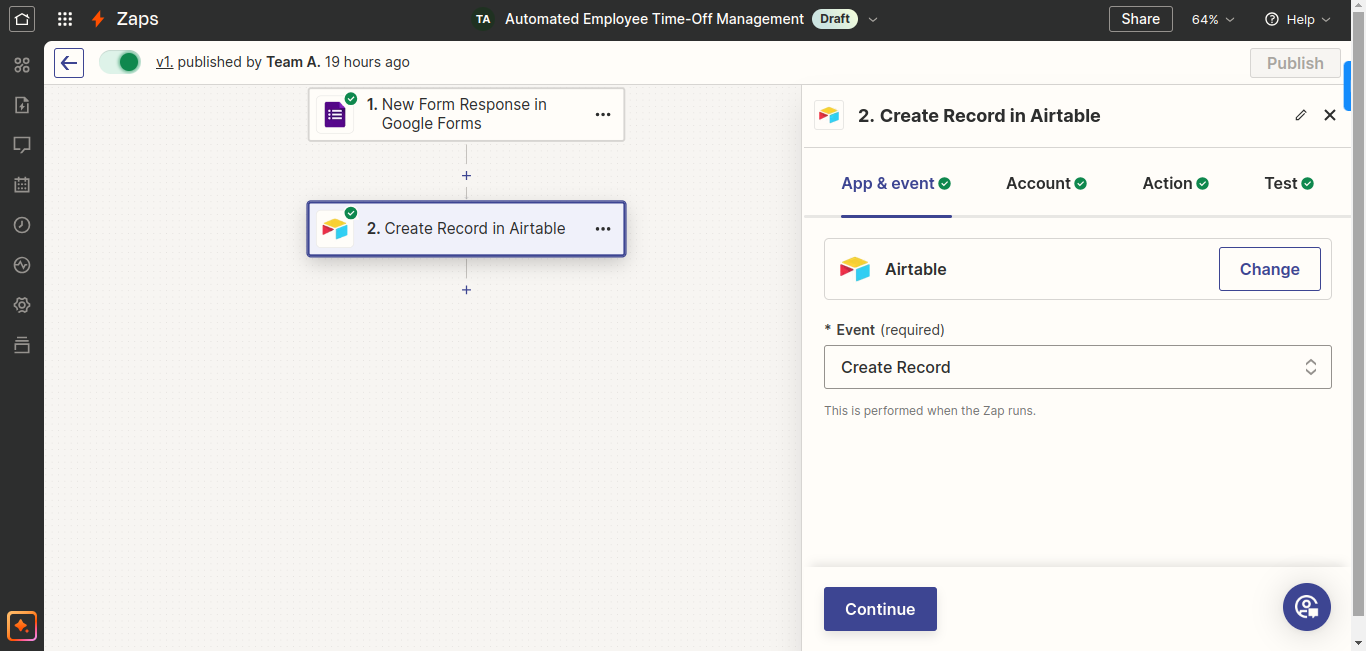 Zaps
TA Automated Employee Time-Off Management Draft
Share
64%
Help
v1. published by Team A. 19 hours ago
Publish
1. New Form Response in
Google Forms
2. Create Record in Airtable
2. Create Record in Airtable
App & event
Account
Action
Test
Airtable
Change
* Event (required)
Create Record
This is performed when the Zap runs.
Continue